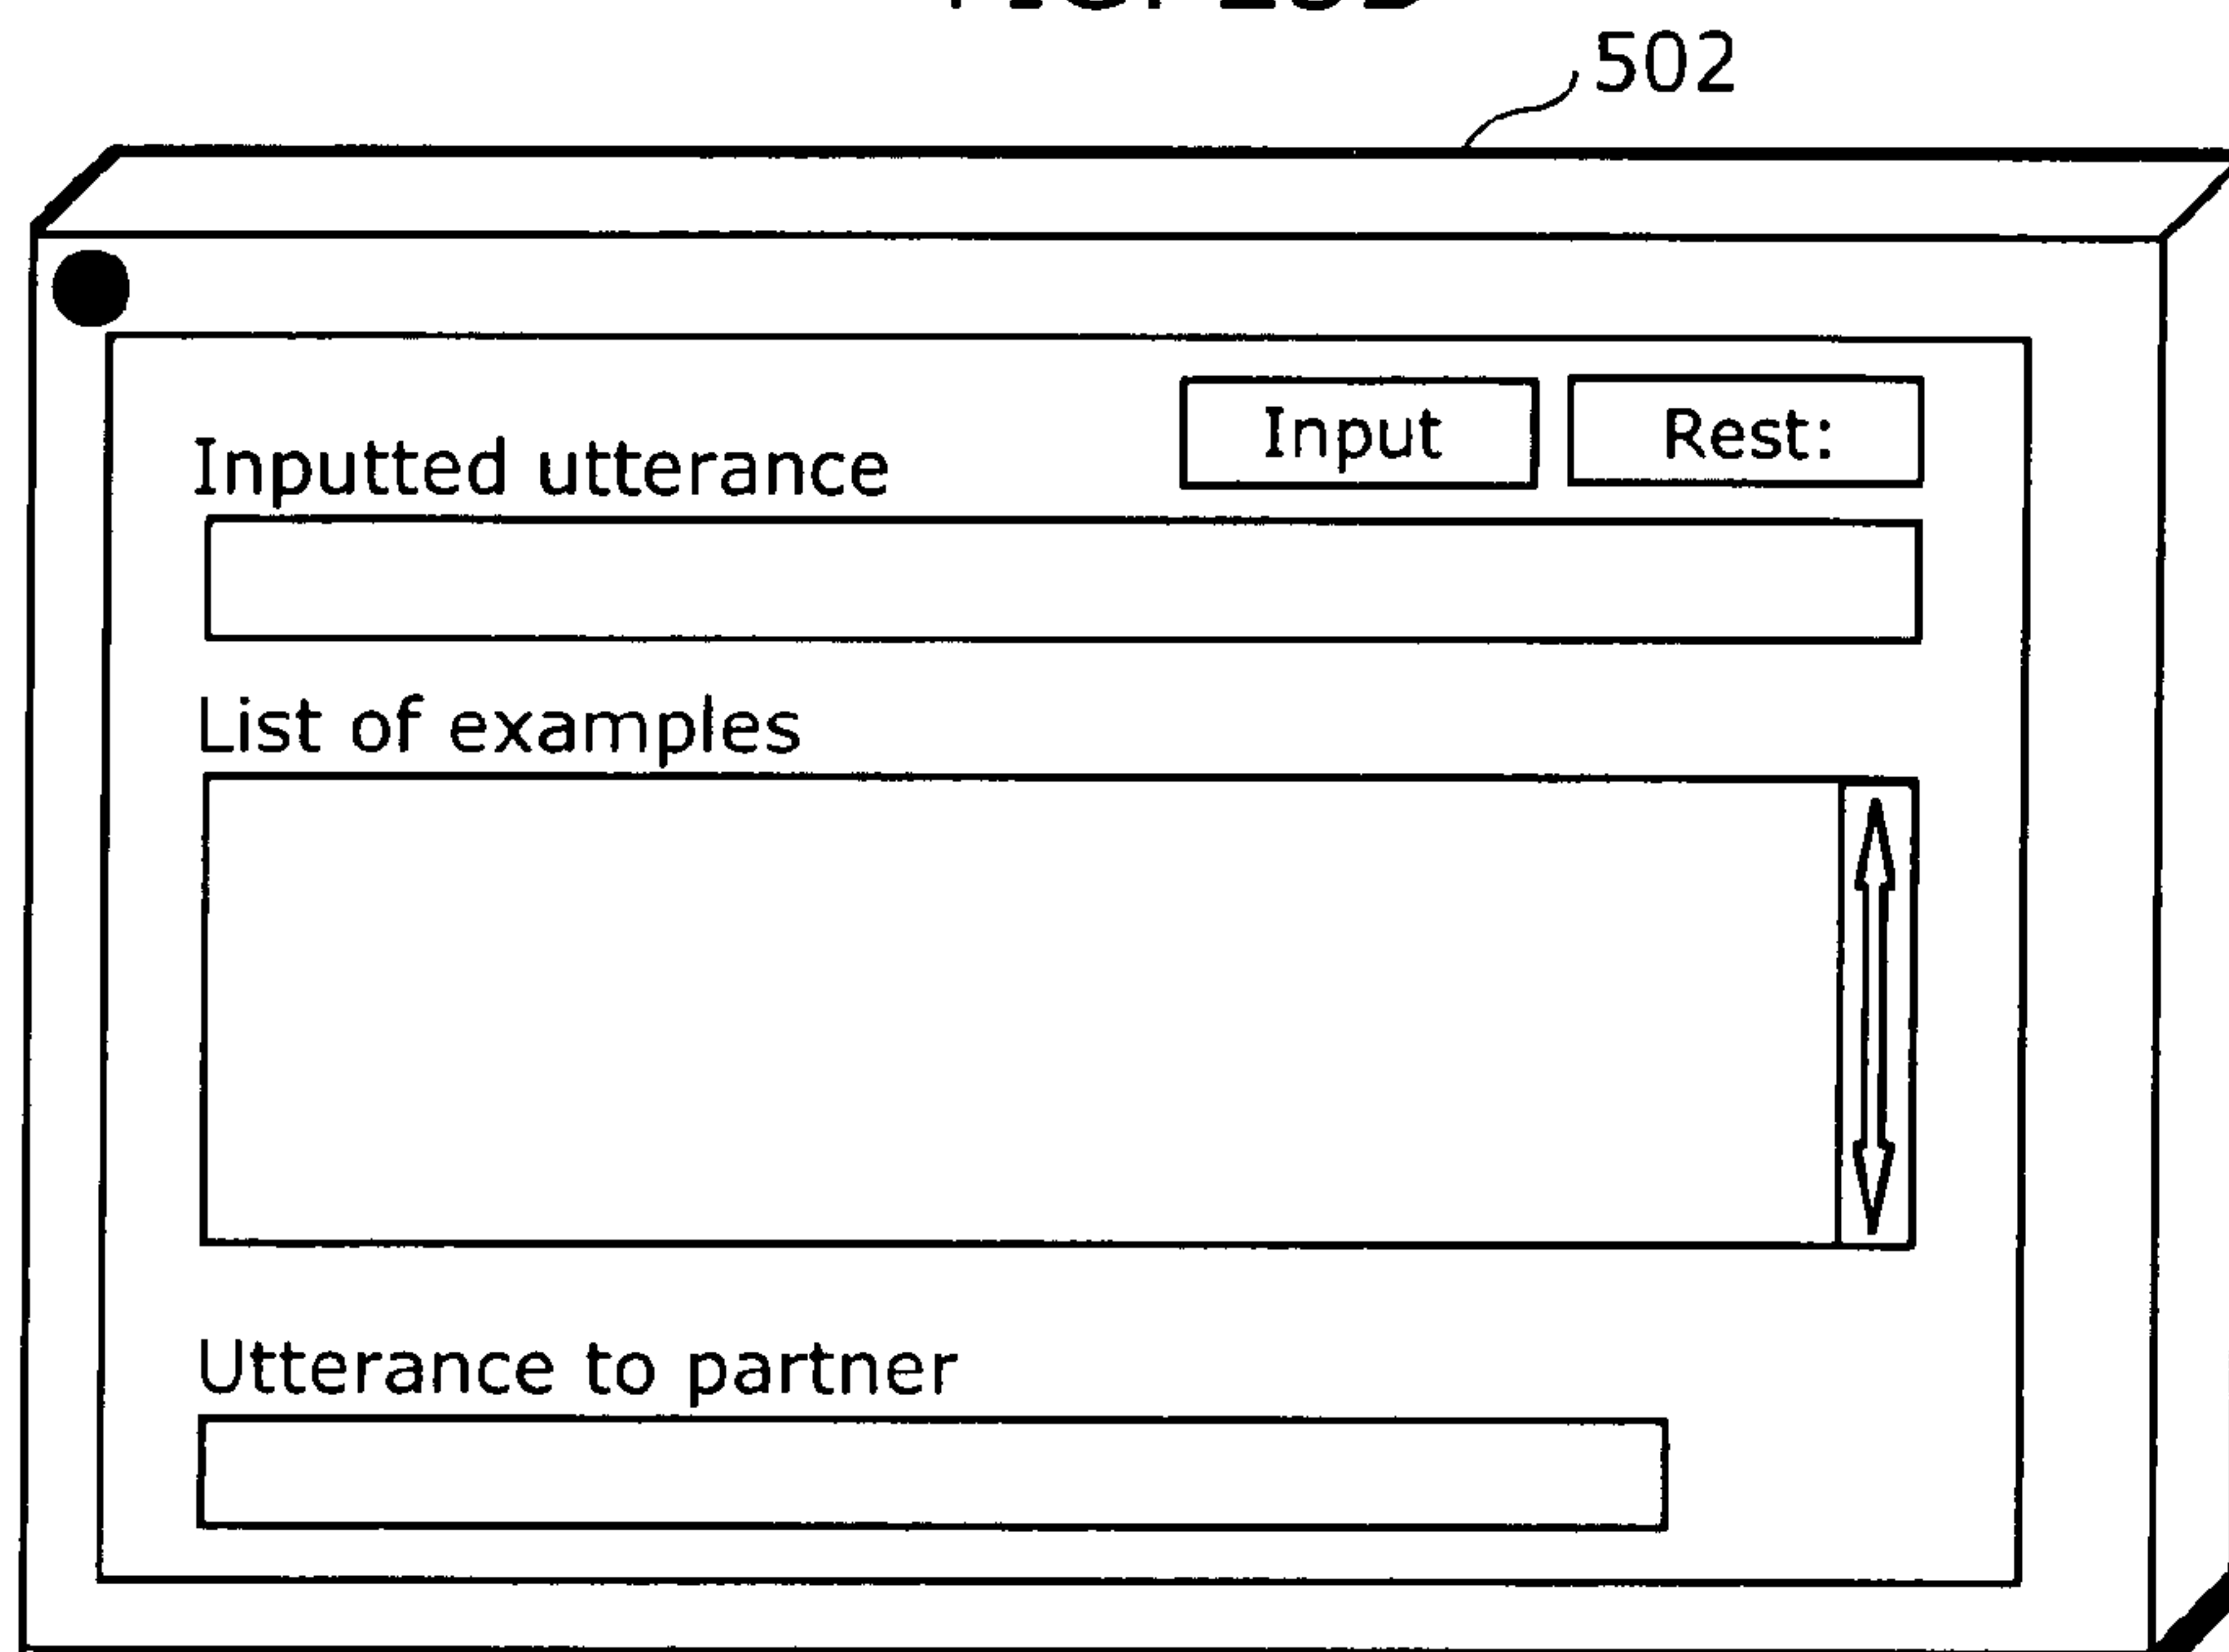 502
Input Rest:
Inputted utterance
List of examples
Utterance to partner